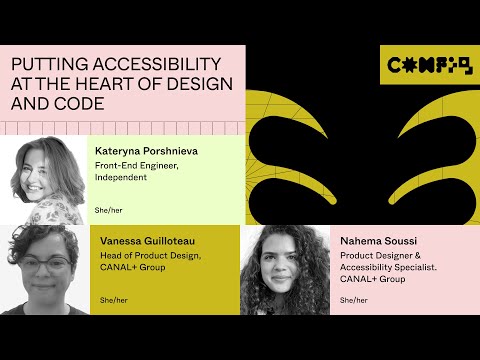 PUTTING ACCESSIBILITY
AT THE HEART OF DESIGN
AND CODE
CONFIG
Kateryna Porshnieva
Front-End Engineer,
Independent
She/her
Vanessa Guilloteau
Head of Product Design,
CANAL+ Group
She/her
Nahema Soussi
Product Designer &
Accessibility Specialist.
CANAL+ Group
She/her